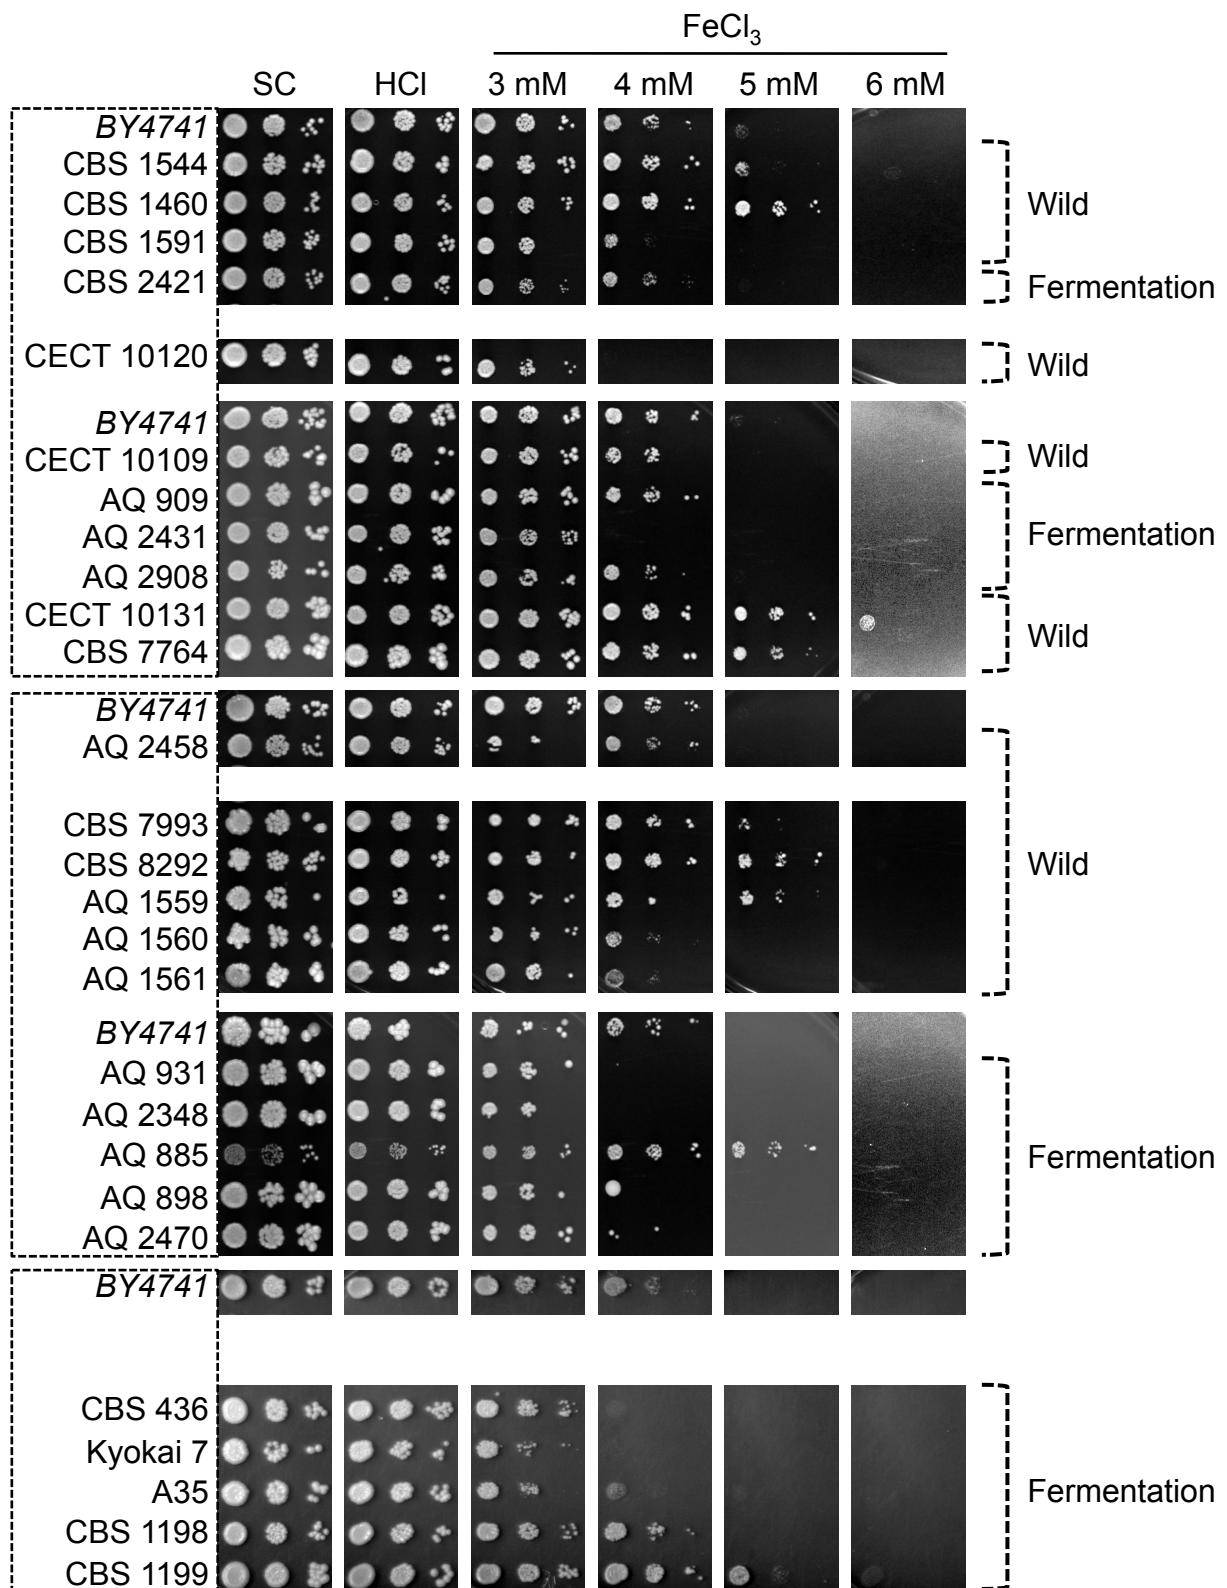 FeCl₃
SC HCl 3 mM 4 mM 5 mM 6 mM
BY4741
CBS 1544
CBS 1460 Wild
CBS 1591
CBS 2421 Fermentation
CECT 10120 Wild
BY4741
CECT 10109 Wild
AQ 909
AQ 2431 Fermentation
AQ 2908
CECT 10131
CBS 7764 Wild
BY4741
AQ 2458
CBS 7993
CBS 8292 Wild
AQ 1559
AQ 1560
AQ 1561
BY4741
AQ 931
AQ 2348
AQ 885 Fermentation
AQ 898
AQ 2470
BY4741
CBS 436
Kyokai 7
A35 Fermentation
CBS 1198
CBS 1199